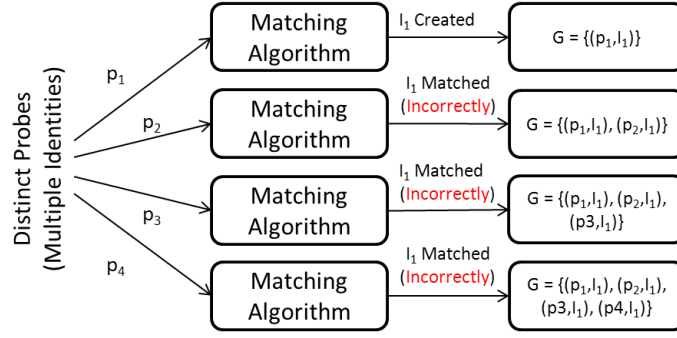 Distinct Probes
(Multiple Identities)
p₁
Matching
Algorithm
I₁ Created
G = {(p₁,I₁)}
p₂
Matching
Algorithm
I₁ Matched
(Incorrectly)
G = {(p₁,I₁), (p₂,I₁)}
p₃
Matching
Algorithm
I₁ Matched
(Incorrectly)
G = {(p₁,I₁), (p₂,I₁),
(p3,I₁)}
p₄
Matching
Algorithm
I₁ Matched
(Incorrectly)
G = {(p₁,I₁), (p₂,I₁),
(p3,I₁), (p4,I₁)}